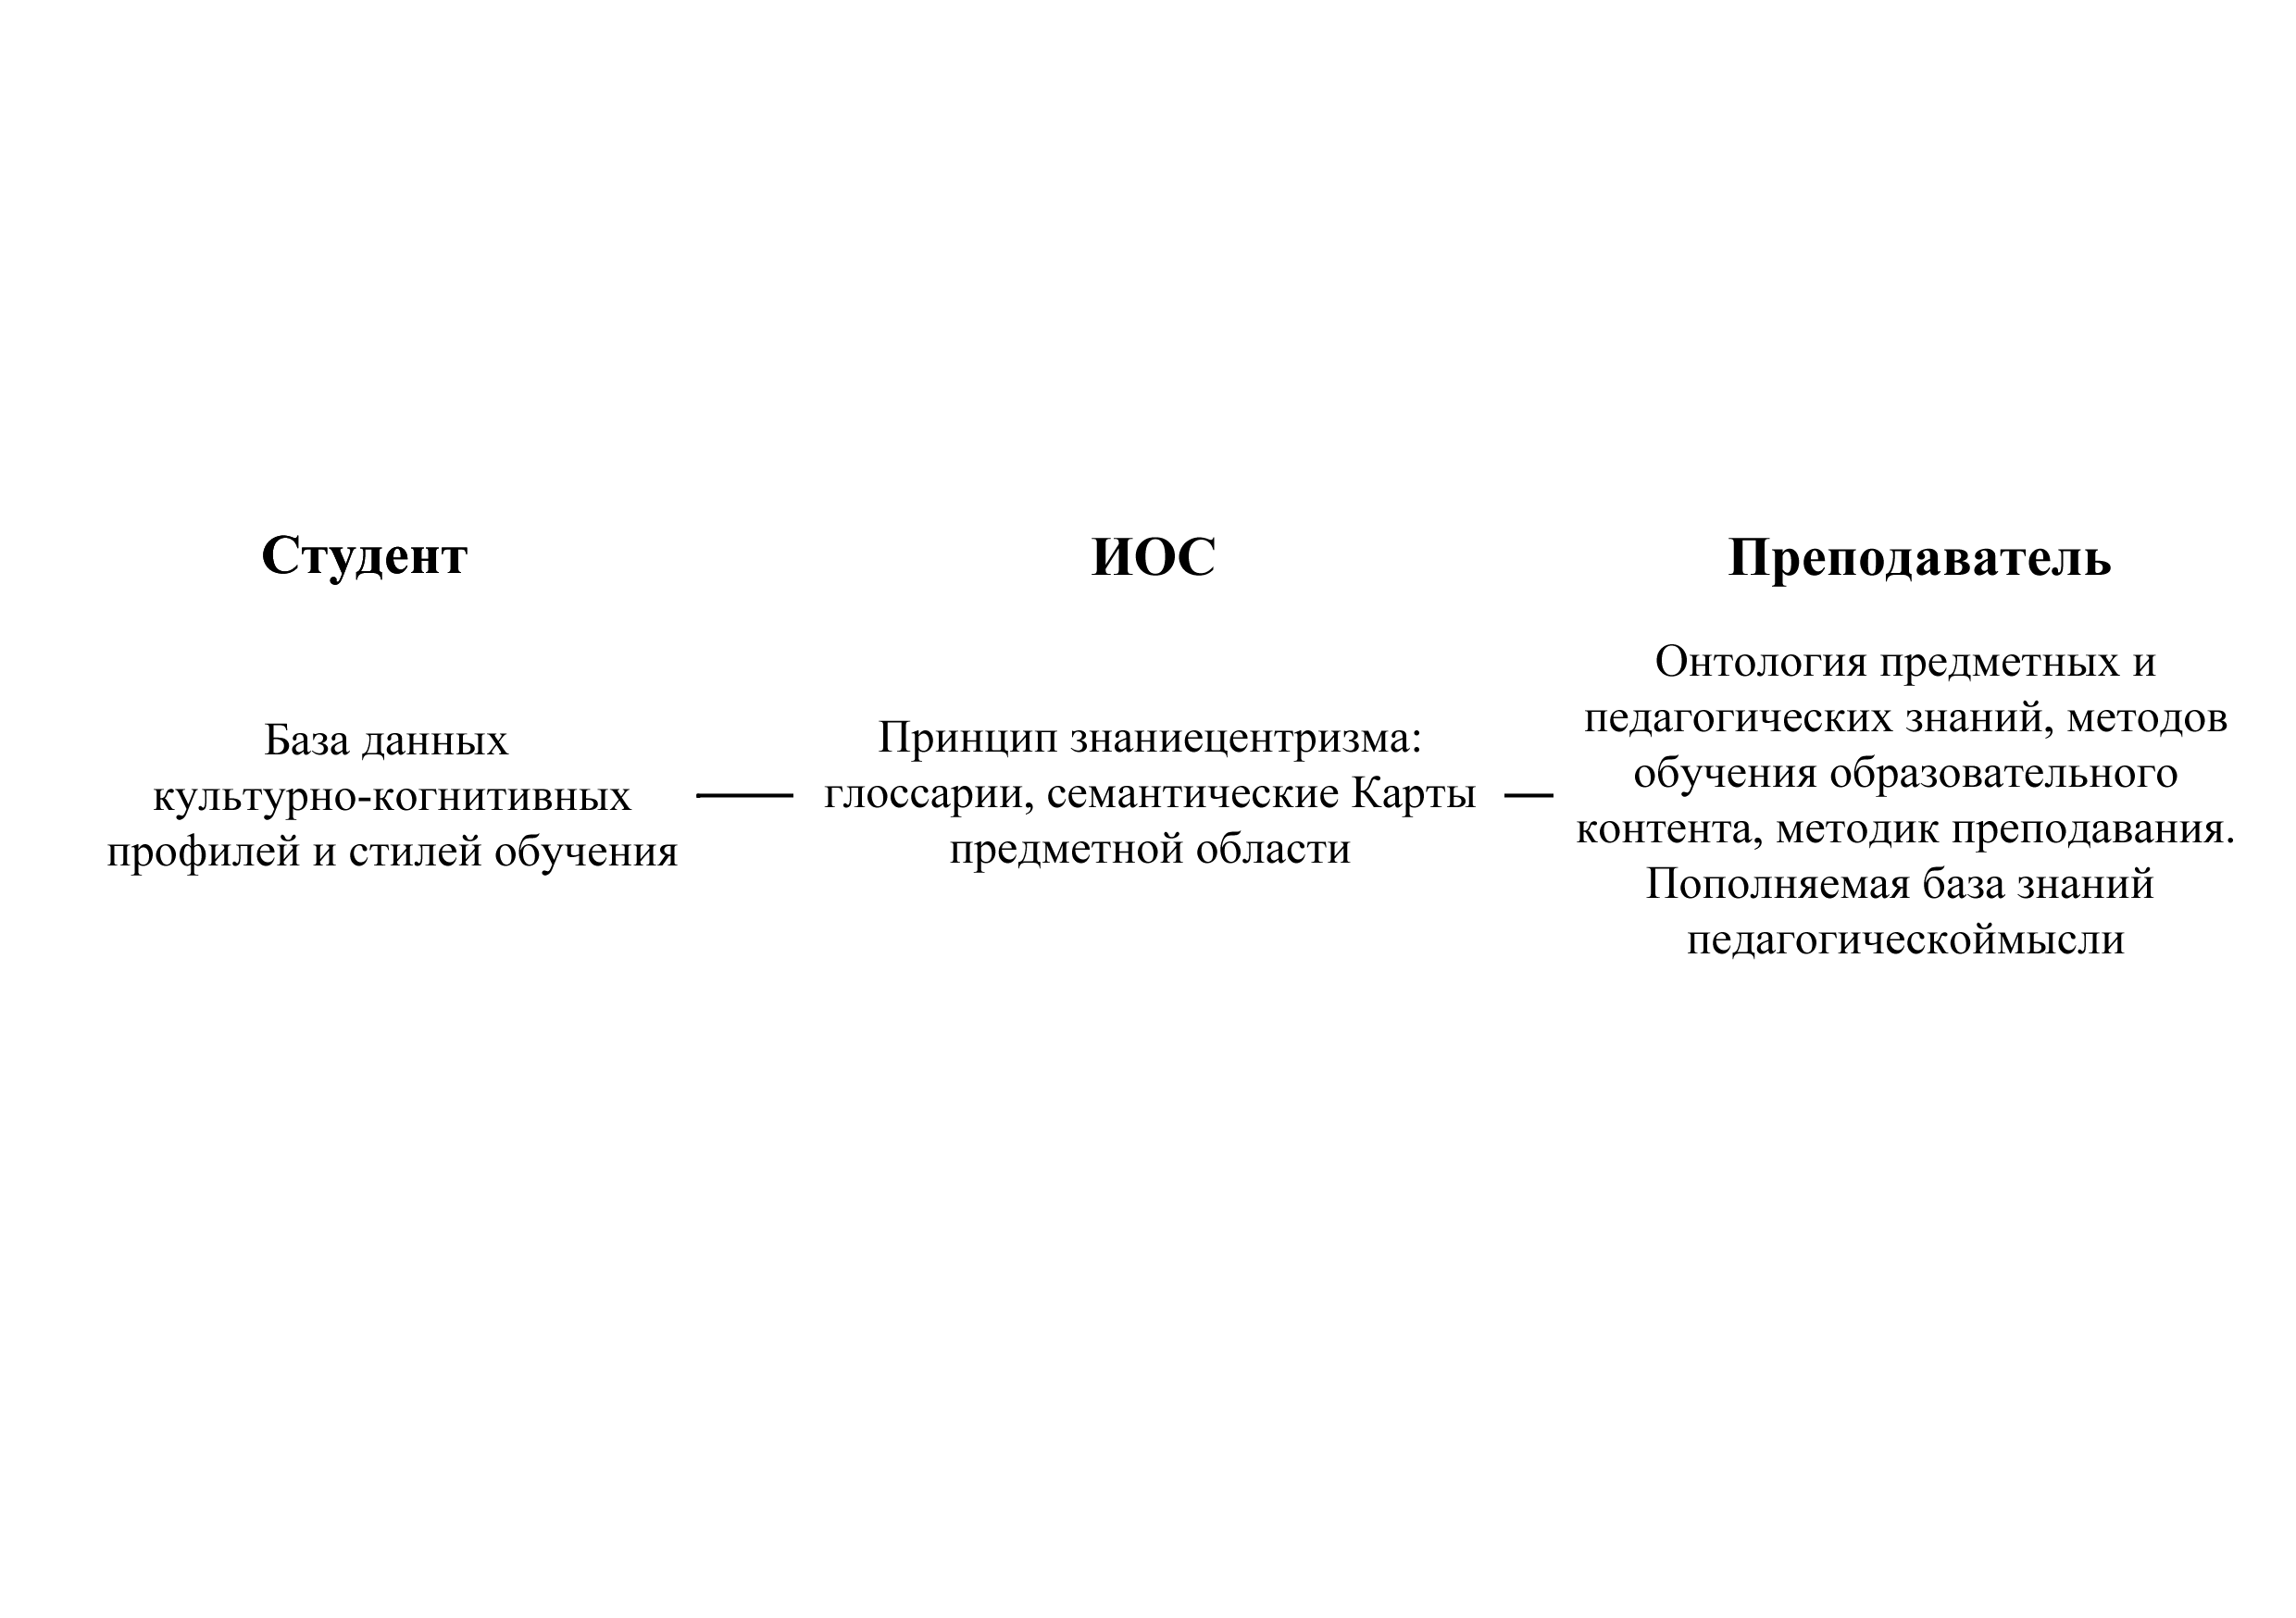 Студент
ИОС
Преподаватель
База данных
культурно-когнитивных
профилей и стилей обучения
Принцип знаниецентризма:
глоссарии, семантические Карты
предметной области
Онтология предметных и
педагогических знаний, методов
обучения образовательного
контента, методик преподавания.
Пополняемая база знаний
педагогическоймысли